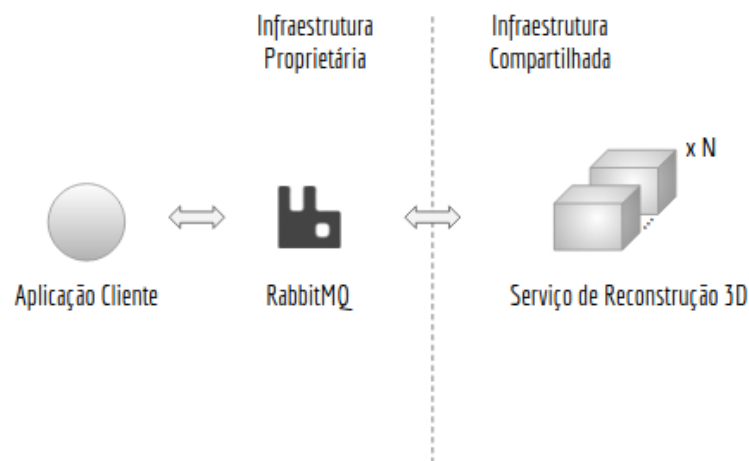 Infraestrutura
Proprietária
Infraestrutura
Compartilhada
x N
Aplicação Cliente
RabbitMQ
Serviço de Reconstrução 3D